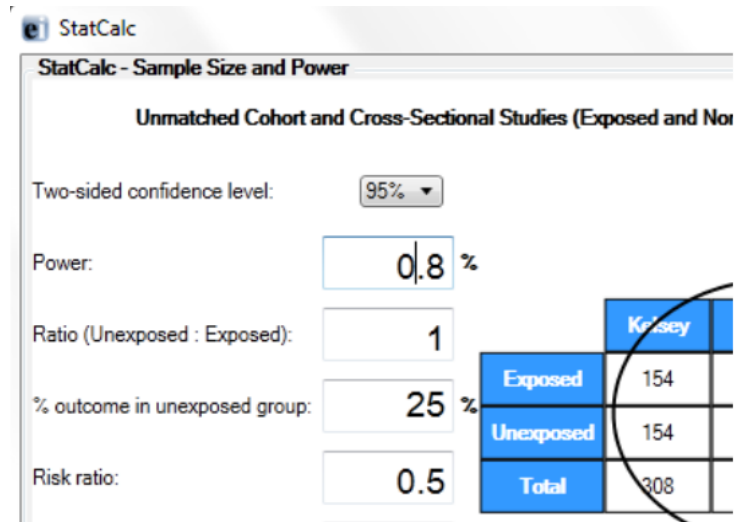 ei StatCalc
StatCalc - Sample Size and Power
Unmatched Cohort and Cross-Sectional Studies (Exposed and
Two-sided confidence level: 95%
Power: 0.8 %
Ratio (Unexposed : Exposed): 1
% outcome in unexposed group: 25 %
Risk ratio: 0.5
Kelsey
Exposed 154
Unexposed 154
Total 308